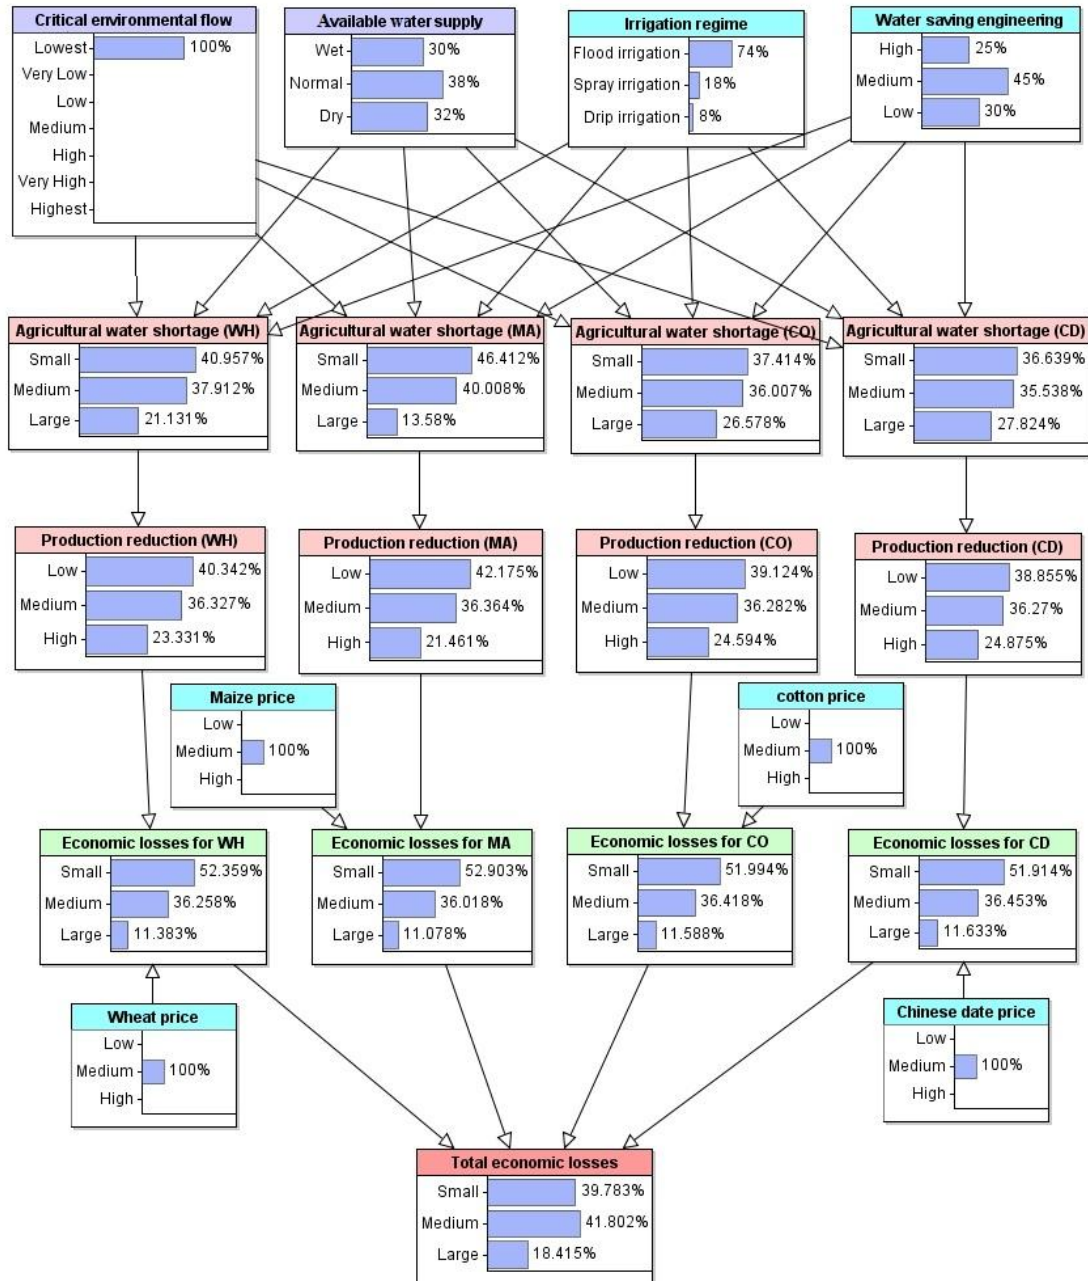 Critical environmental flow
Lowest 100%
Very Low
Low
Medium
High
Very High
Highest
Available water supply
Wet 30%
Normal 38%
Dry 32%
Irrigation regime
Flood irrigation 74%
Spray irrigation 18%
Drip irrigation 8%
Water saving engineering
High 25%
Medium 45%
Low 30%
Agricultural water shortage (WH)
Small 40.957%
Medium 37.912%
Large 21.131%
Agricultural water shortage (MA)
Small 46.412%
Medium 40.008%
Large 13.58%
Agricultural water shortage (CO)
Small 37.414%
Medium 36.007%
Large 26.578%
Agricultural water shortage (CD)
Small 36.639%
Medium 35.538%
Large 27.824%
Production reduction (WH)
Low 40.342%
Medium 36.327%
High 23.331%
Production reduction (MA)
Low 42.175%
Medium 36.364%
High 21.461%
Production reduction (CO)
Low 39.124%
Medium 36.282%
High 24.594%
Production reduction (CD)
Low 38.855%
Medium 36.27%
High 24.875%
Maize price
Low
Medium 100%
High
cotton price
Low
Medium 100%
High
Economic losses for WH
Small 52.359%
Medium 36.258%
Large 11.383%
Economic losses for MA
Small 52.903%
Medium 36.018%
Large 11.078%
Economic losses for CO
Small 51.994%
Medium 36.418%
Large 11.588%
Economic losses for CD
Small 51.914%
Medium 36.453%
Large 11.633%
Wheat price
Low
Medium 100%
High
Chinese date price
Low
Medium 100%
High
Total economic losses
Small 39.783%
Medium 41.802%
Large 18.415%